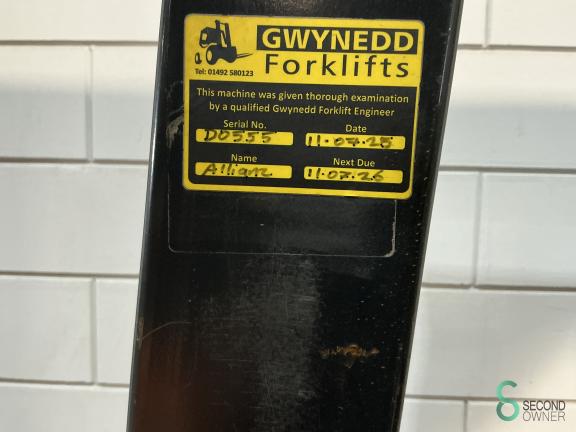 GWYNEDD
Forklifts
Tel: 01492 580123
This machine was given thorough examination
by a qualified Gwynedd Forklift Engineer
Serial No. Date
D0555 11-07-25
Name Next Due
Allianz 11.07.26
SECOND
OWNER